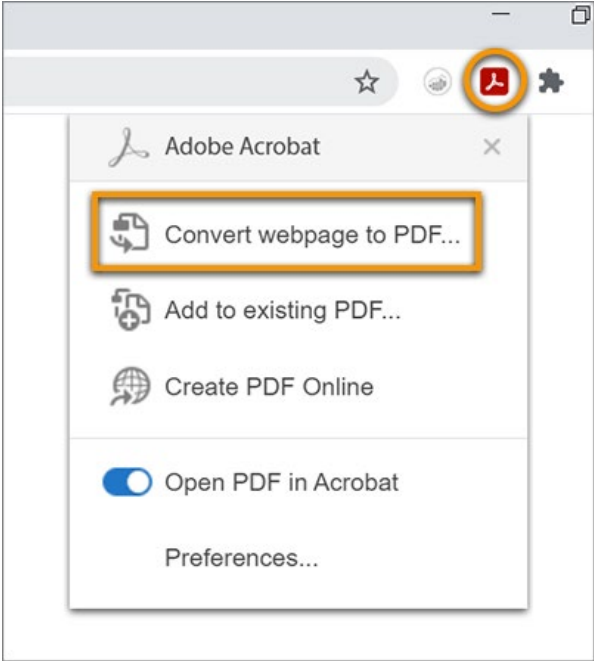 Adobe Acrobat
Convert webpage to PDF...
Add to existing PDF...
Create PDF Online
Open PDF in Acrobat
Preferences...